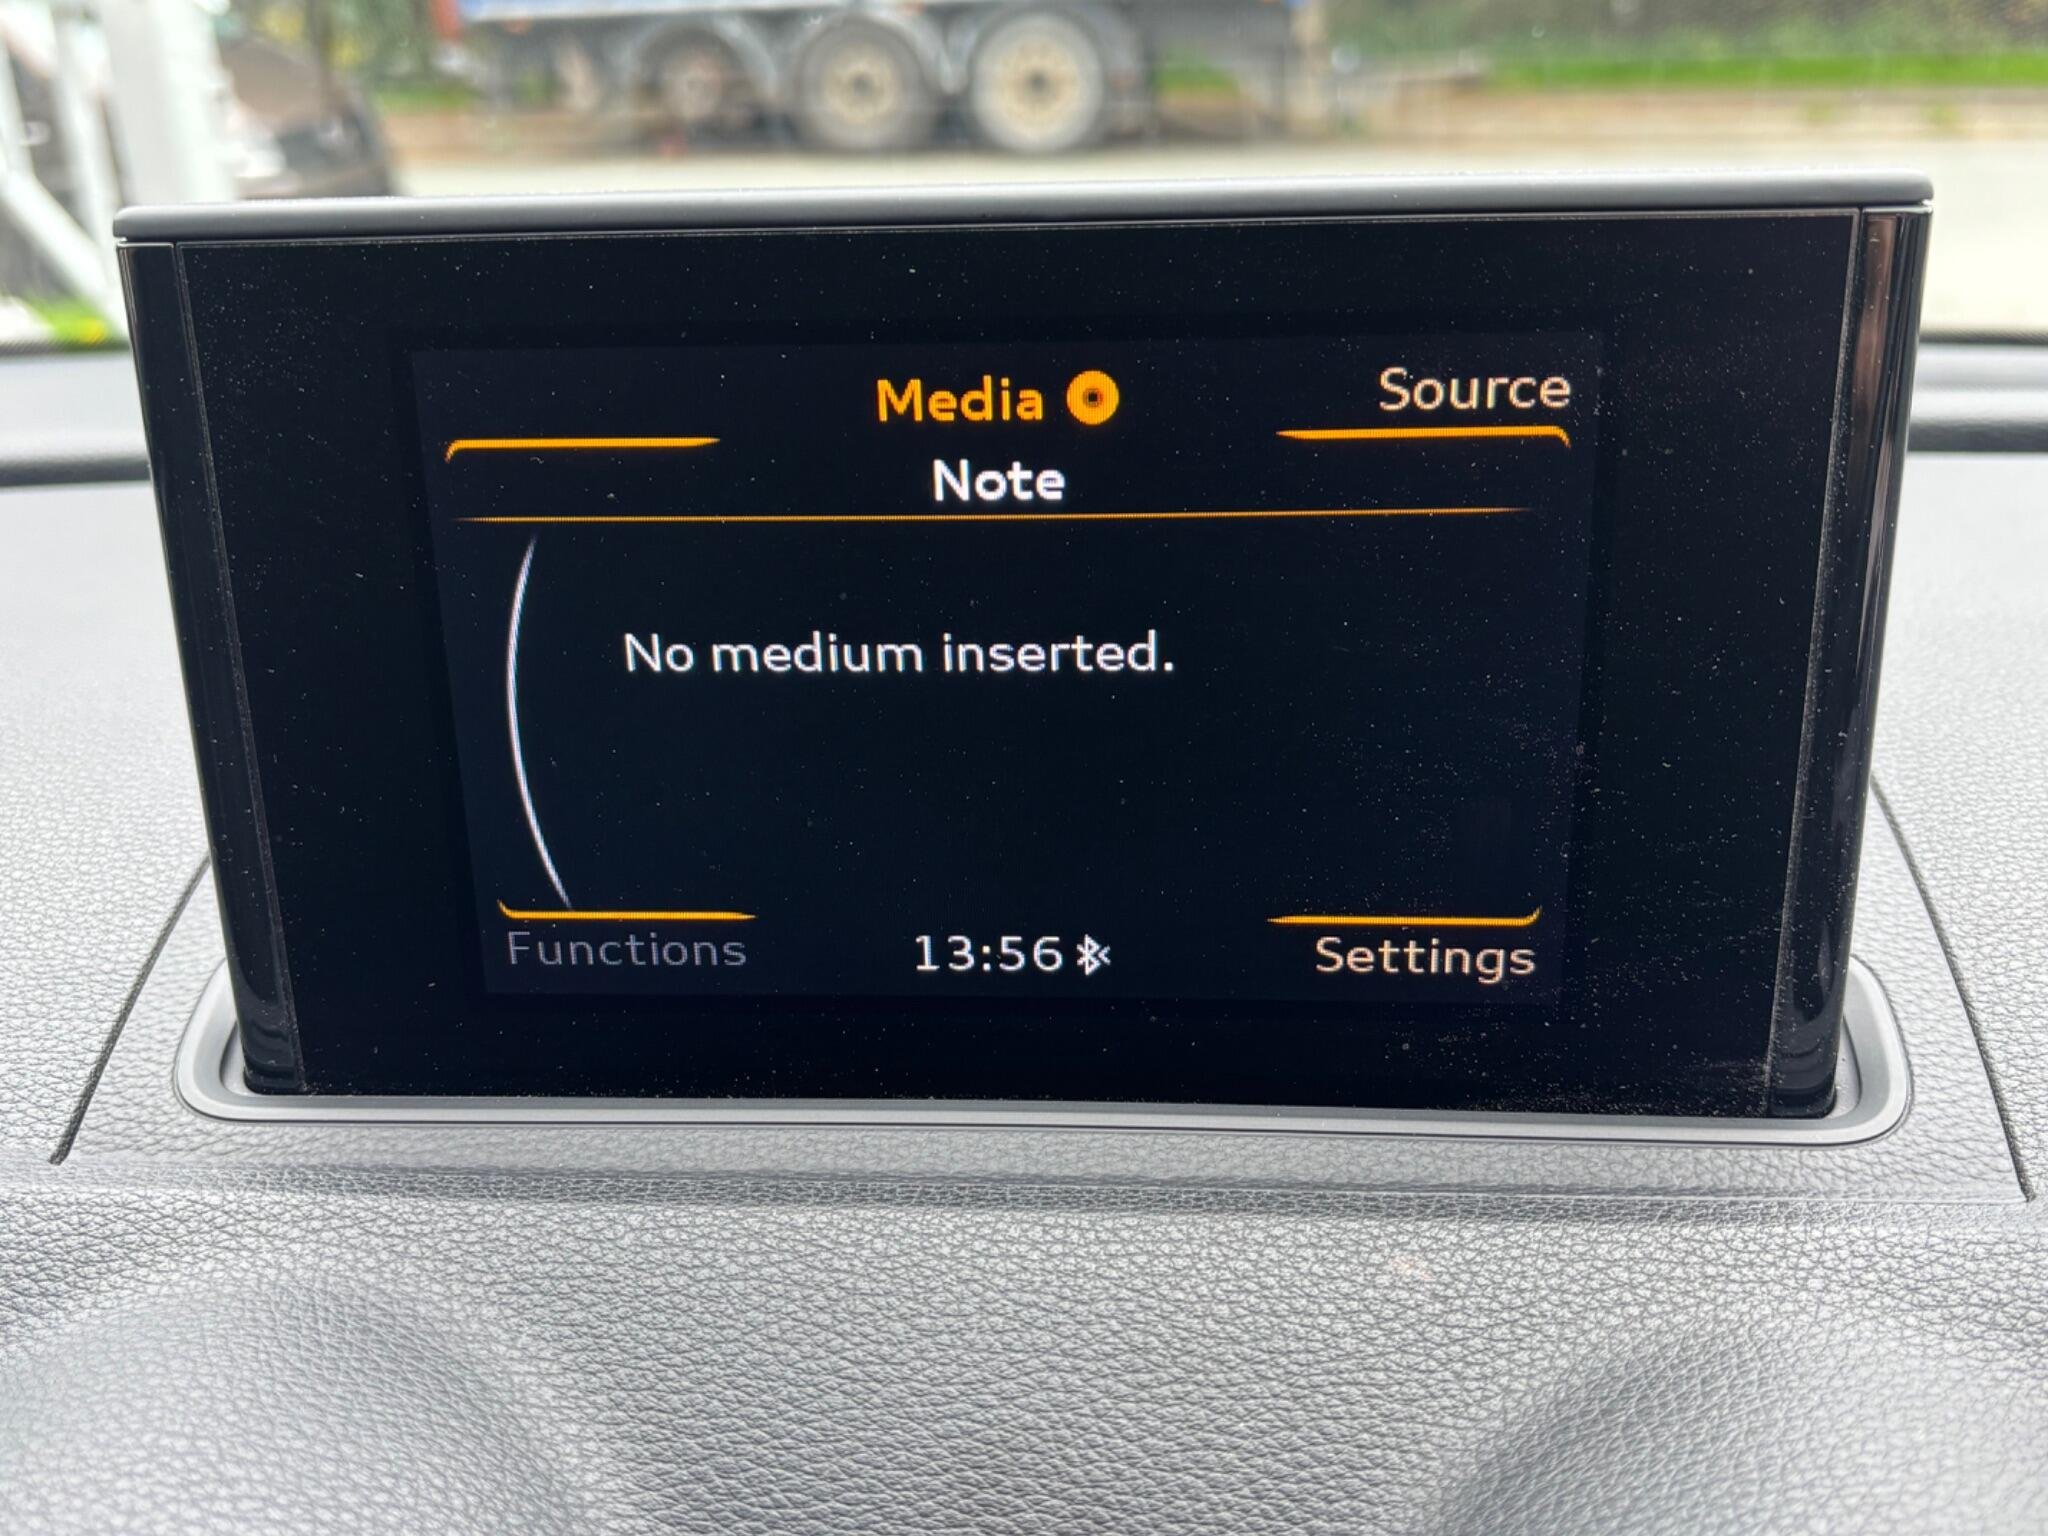 Media
Source
Note
No medium inserted.
Functions
13:56
Settings